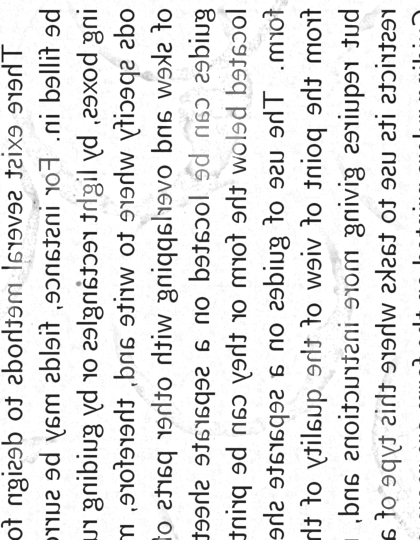 There exist several methods to design fo
be filled in. For instance, fields may be surro
ing boxes, by light rectangles or by guiding ru
ods specify where to write and, therefore, m
of skew and overlapping with other parts o
guides can be located on a separate sheet
located below the form or they can be print
form. The use of guides on a separate she
from the point of view of the quality of th
but requires giving more instructions and,
restricts its use to tasks where this type of a